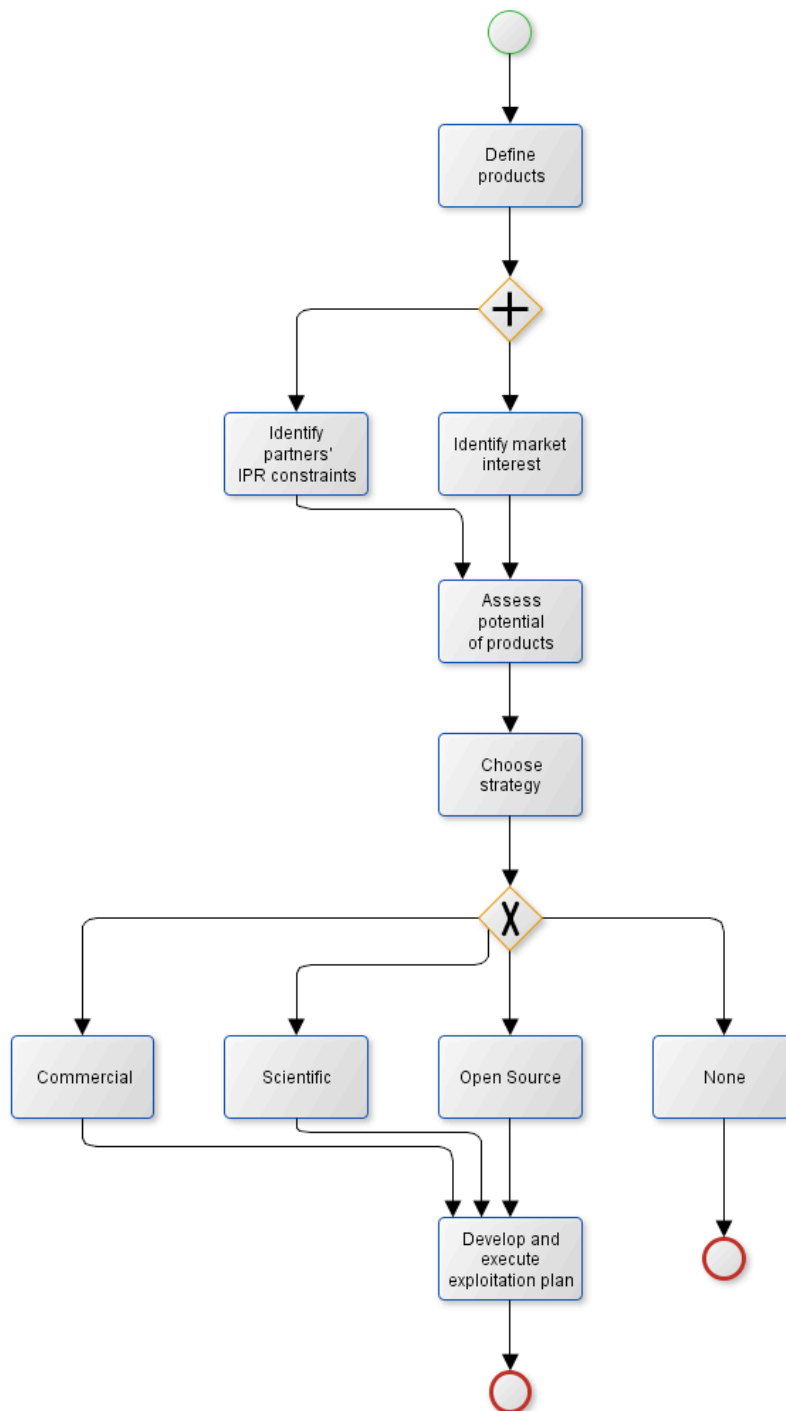 Define
products
Identify
partners'
IPR constraints
Identify market
interest
Assess
potential
of products
Choose
strategy
Commercial
Scientific
Open Source
None
Develop and
execute
exploitation plan